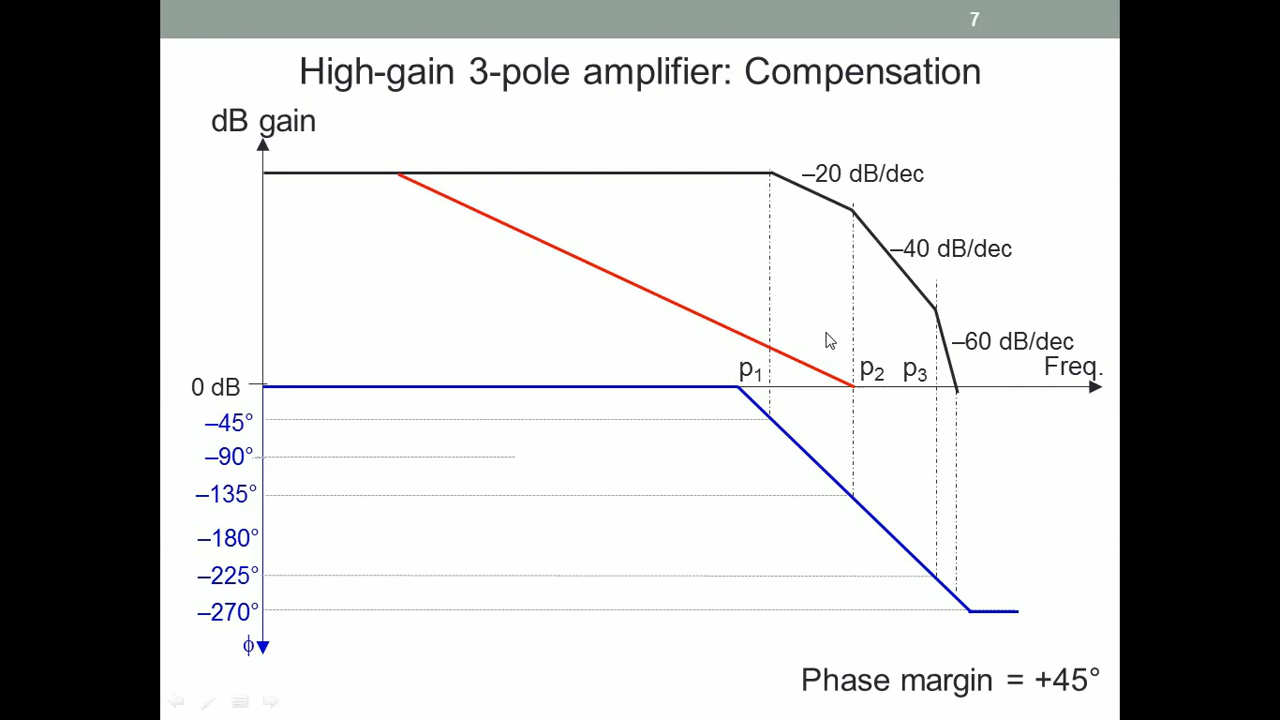 7
High-gain 3-pole amplifier: Compensation
dB gain
–20 dB/dec
–40 dB/dec
–60 dB/dec
p₁
p₂
p₃
Freq.
0 dB
–45°
–90°
–135°
–180°
–225°
–270°
ϕ
Phase margin = +45°